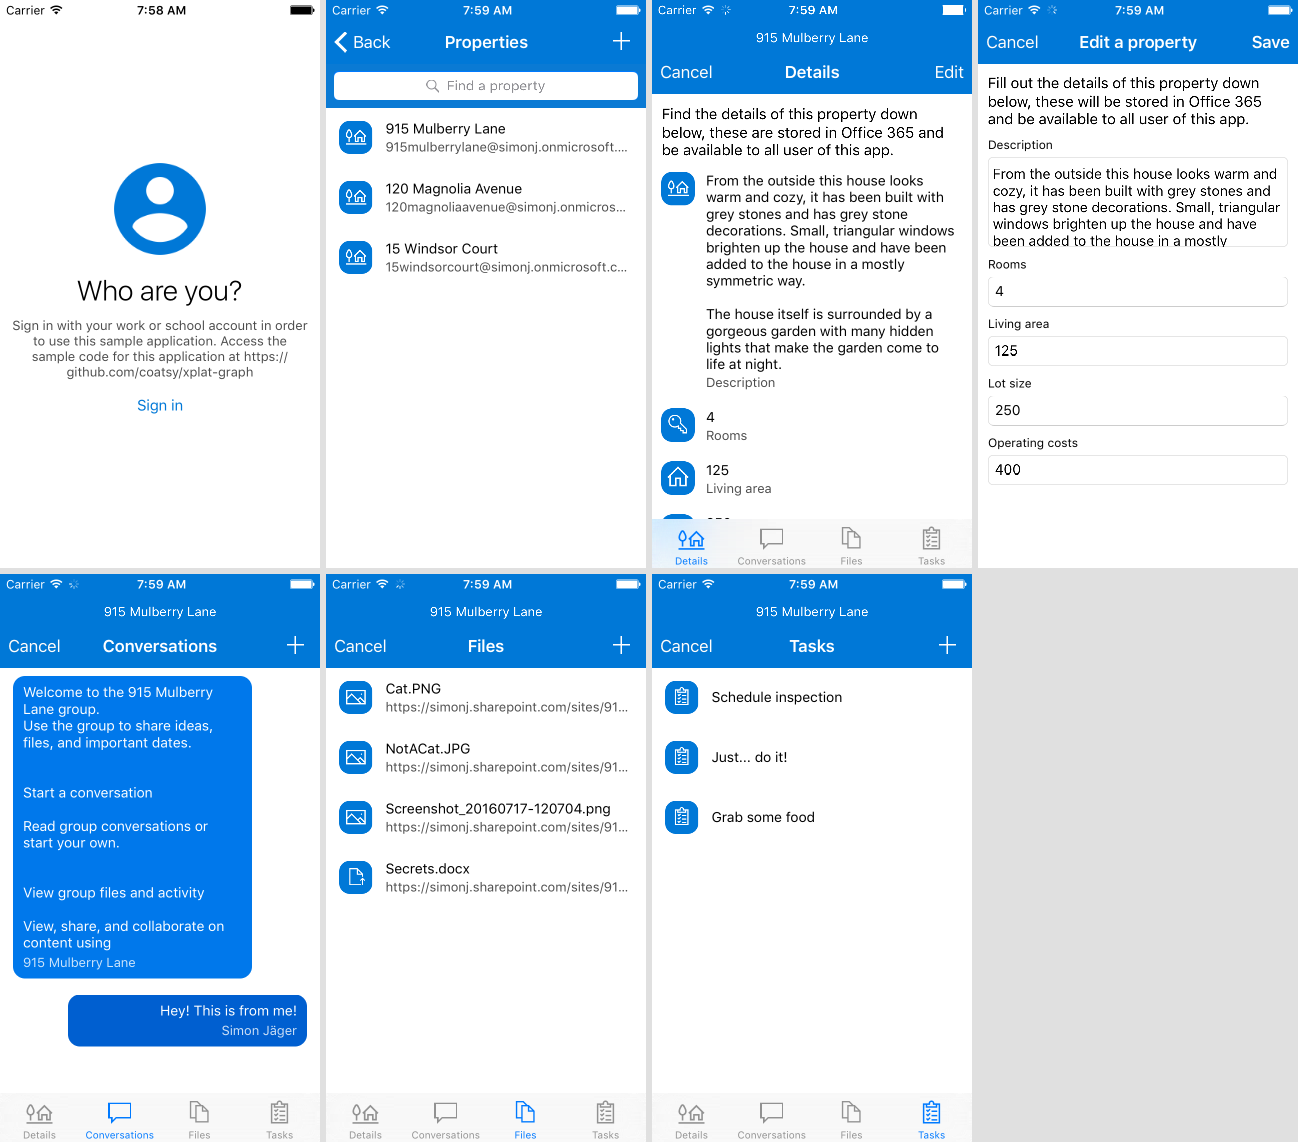 Carrier 7:58 AM
Who are you?
Sign in with your work or school account in order
to use this sample application. Access the
sample code for this application at https://
github.com/coatsy/xplat-graph
Sign in
Carrier 7:59 AM
Back Properties
Find a property
915 Mulberry Lane
915mulberrylane@simonj.onmicrosoft....
120 Magnolia Avenue
120magnoliaavenue@simonj.onmicros...
15 Windsor Court
15windsorcourt@simonj.onmicrosoft.c...
Carrier 7:59 AM
915 Mulberry Lane
Cancel Details Edit
Find the details of this property down
below, these are stored in Office 365 and
be available to all user of this app.
From the outside this house looks
warm and cozy, it has been built with
grey stones and has grey stone
decorations. Small, triangular windows
brighten up the house and have been
added to the house in a mostly
symmetric way.
The house itself is surrounded by a
gorgeous garden with many hidden
lights that make the garden come to
life at night.
Description
4
Rooms
125
Living area
Details Conversations Files Tasks
Carrier 7:59 AM
Cancel Edit a property Save
Fill out the details of this property down
below, these will be stored in Office 365
and be available to all user of this app.
Description
From the outside this house looks warm and
cozy, it has been built with grey stones and
has grey stone decorations. Small, triangular
windows brighten up the house and have
been added to the house in a mostly
Rooms
4
Living area
125
Lot size
250
Operating costs
400
Carrier 7:59 AM
915 Mulberry Lane
Cancel Conversations
Welcome to the 915 Mulberry
Lane group.
Use the group to share ideas,
files, and important dates.
Start a conversation
Read group conversations or
start your own.
View group files and activity
View, share, and collaborate on
content using
915 Mulberry Lane
Hey! This is from me!
Simon Jäger
Details Conversations Files Tasks
Carrier 7:59 AM
915 Mulberry Lane
Cancel Files
Cat.PNG
https://simonj.sharepoint.com/sites/91...
NotACat.JPG
https://simonj.sharepoint.com/sites/91...
Screenshot_20160717-120704.png
https://simonj.sharepoint.com/sites/91...
Secrets.docx
https://simonj.sharepoint.com/sites/91...
Details Conversations Files Tasks
Carrier 7:59 AM
915 Mulberry Lane
Cancel Tasks
Schedule inspection
Just... do it!
Grab some food
Details Conversations Files Tasks